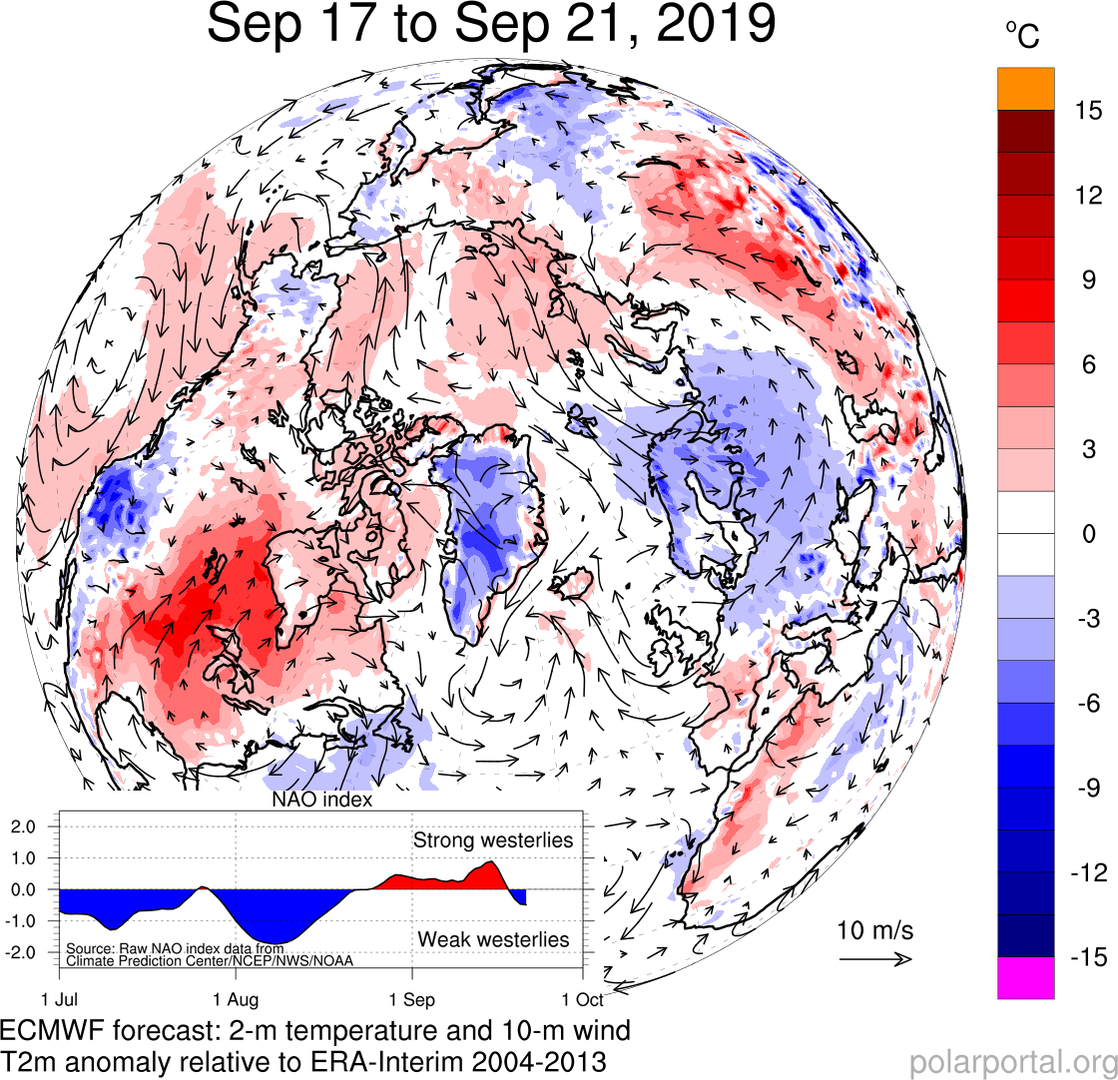 Sep 17 to Sep 21, 2019
oC
15
12
9
6
3
0
-3
-6
-9
-12
-15
10 m/s
NAO index
2.0
1.0
0.0
-1.0
-2.0
Strong westerlies
Weak westerlies
Source: Raw NAO index data from
Climate Prediction Center/NCEP/NWS/NOAA
1 Jul 1 Aug 1 Sep 1 Oct
ECMWF forecast: 2-m temperature and 10-m wind
T2m anomaly relative to ERA-Interim 2004-2013
polarportal.org